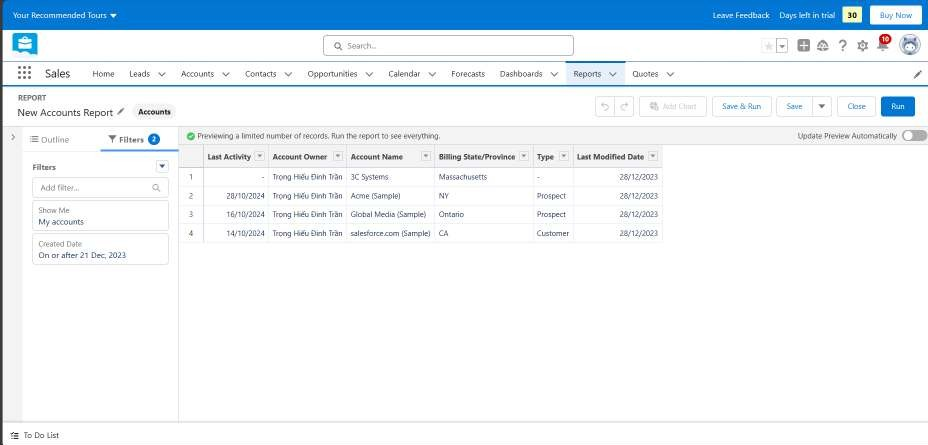 Your Recommended Tours
Leave Feedback Days left in trial 30 Buy Now
Search...
10
Sales Home Leads Accounts Contacts Opportunities Calendar Forecasts Dashboards Reports Quotes
REPORT
New Accounts Report Accounts
Add Chart Save & Run Save Close Run
Outline Filters 2
Previewing a limited number of records. Run the report to see everything.
Update Preview Automatically
Filters
Add filter...
Show Me
My accounts
Created Date
On or after 21 Dec, 2023
Last Activity Account Owner Account Name Billing State/Province Type Last Modified Date
1 - Trọng Hiếu Đinh Trần 3C Systems Massachusetts - 28/12/2023
2 28/10/2024 Trọng Hiếu Đinh Trần Acme (Sample) NY Prospect 28/12/2023
3 16/10/2024 Trọng Hiếu Đinh Trần Global Media (Sample) Ontario Prospect 28/12/2023
4 14/10/2024 Trọng Hiếu Đinh Trần salesforce.com (Sample) CA Customer 28/12/2023
To Do List